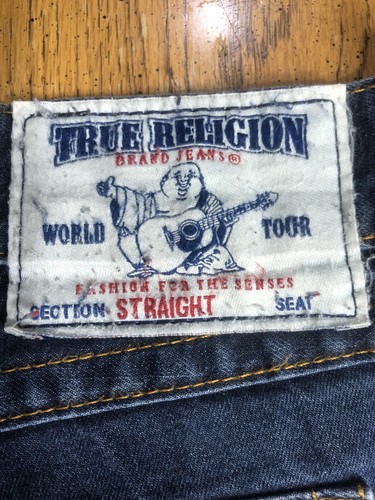 TRUE RELIGION
BRAND JEANS®
WORLD TOUR
FASHION FOR THE SENSES
SECTION STRAIGHT SEAT